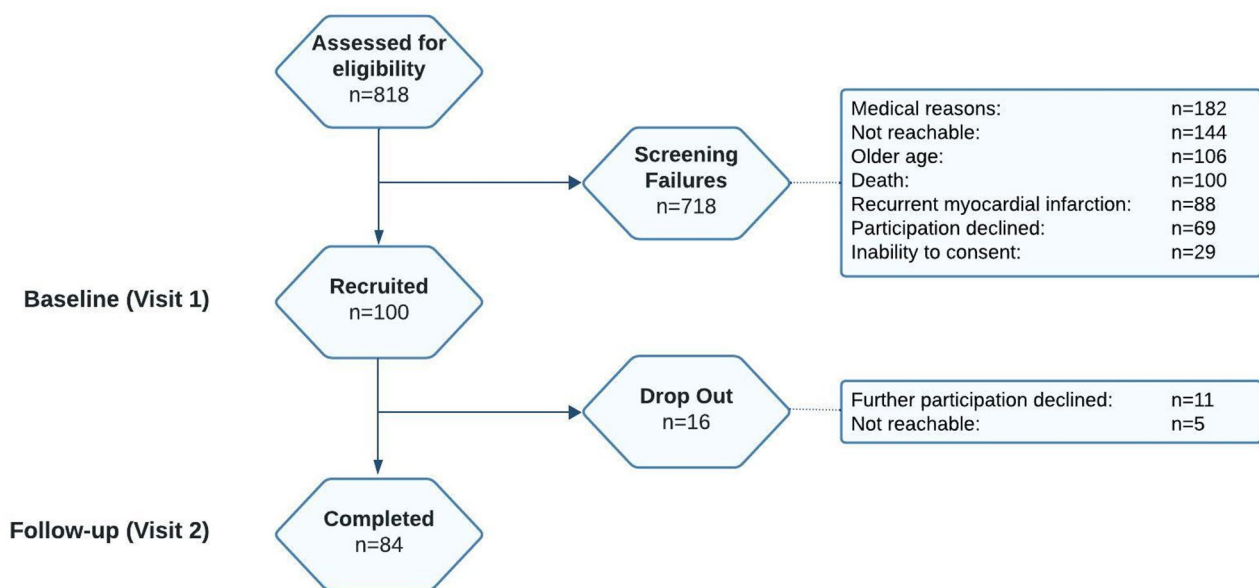 Assessed for
eligibility
n=818
Screening
Failures
n=718
Medical reasons: n=182
Not reachable: n=144
Older age: n=106
Death: n=100
Recurrent myocardial infarction: n=88
Participation declined: n=69
Inability to consent: n=29
Baseline (Visit 1)
Recruited
n=100
Drop Out
n=16
Further participation declined: n=11
Not reachable: n=5
Follow-up (Visit 2)
Completed
n=84